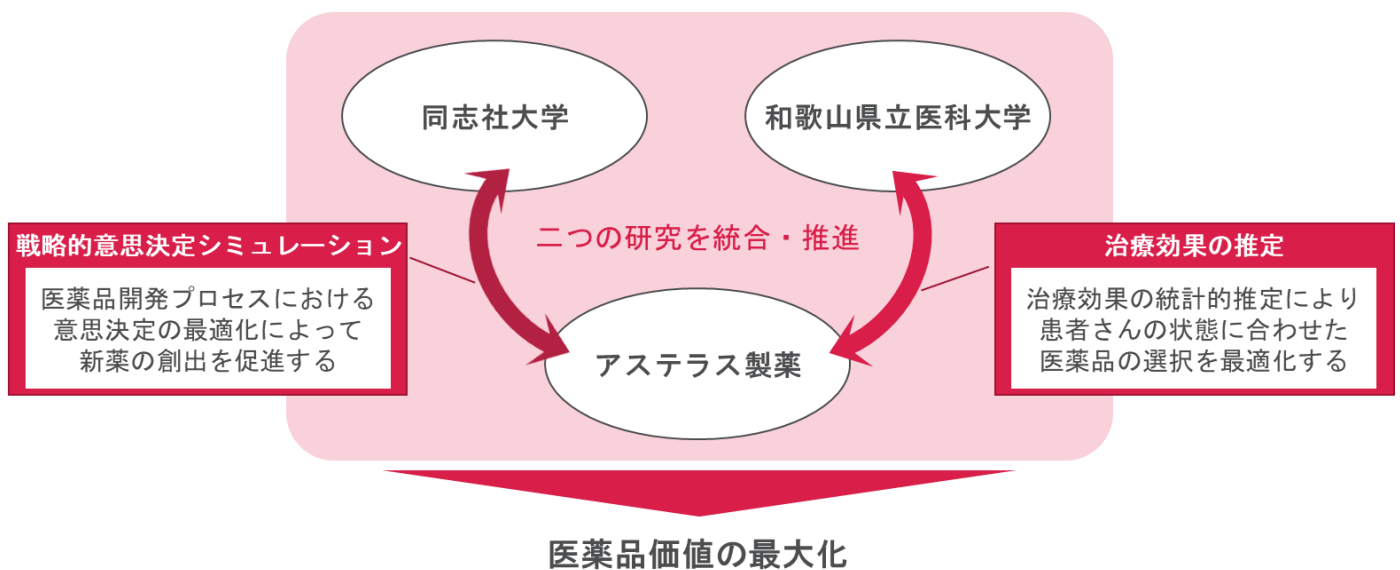 同志社大学
和歌山県立医科大学
二つの研究を統合・推進
戦略的意思決定シミュレーション
医薬品開発プロセスにおける
意思決定の最適化によって
新薬の創出を促進する
治療効果の推定
治療効果の統計的推定により
患者さんの状態に合わせた
医薬品の選択を最適化する
アステラス製薬
医薬品価値の最大化